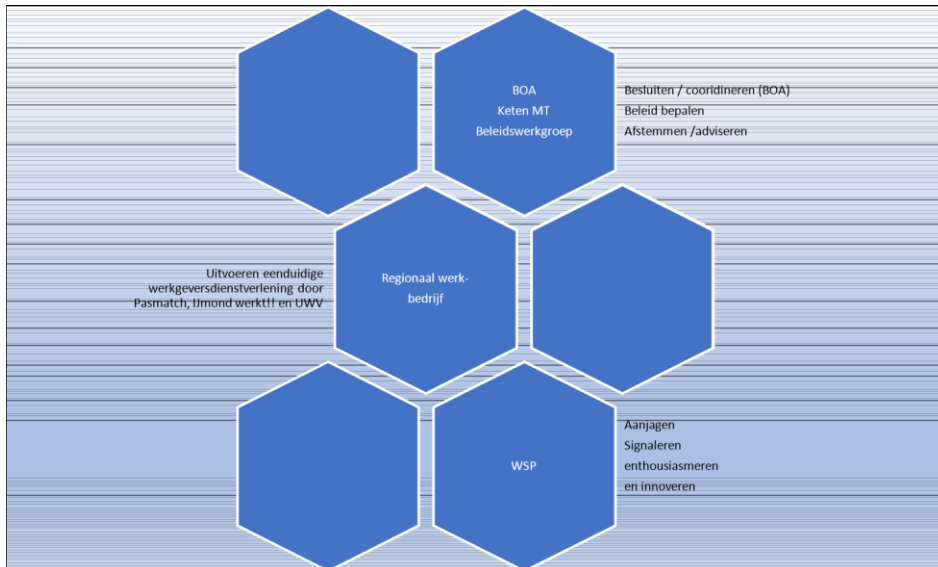 BOA
Keten MT
Beleidswerkgroep
Besluiten / cooridineren (BOA)
Beleid bepalen
Afstemmen /adviseren
Uitvoeren eenduidige
werkgeversdienstverlening door
Pasmatch, IJmond werkt!! en UWV
Regionaal werk-
bedrijf
WSP
Aanjagen
Signaleren
enthousiasmeren
en innoveren